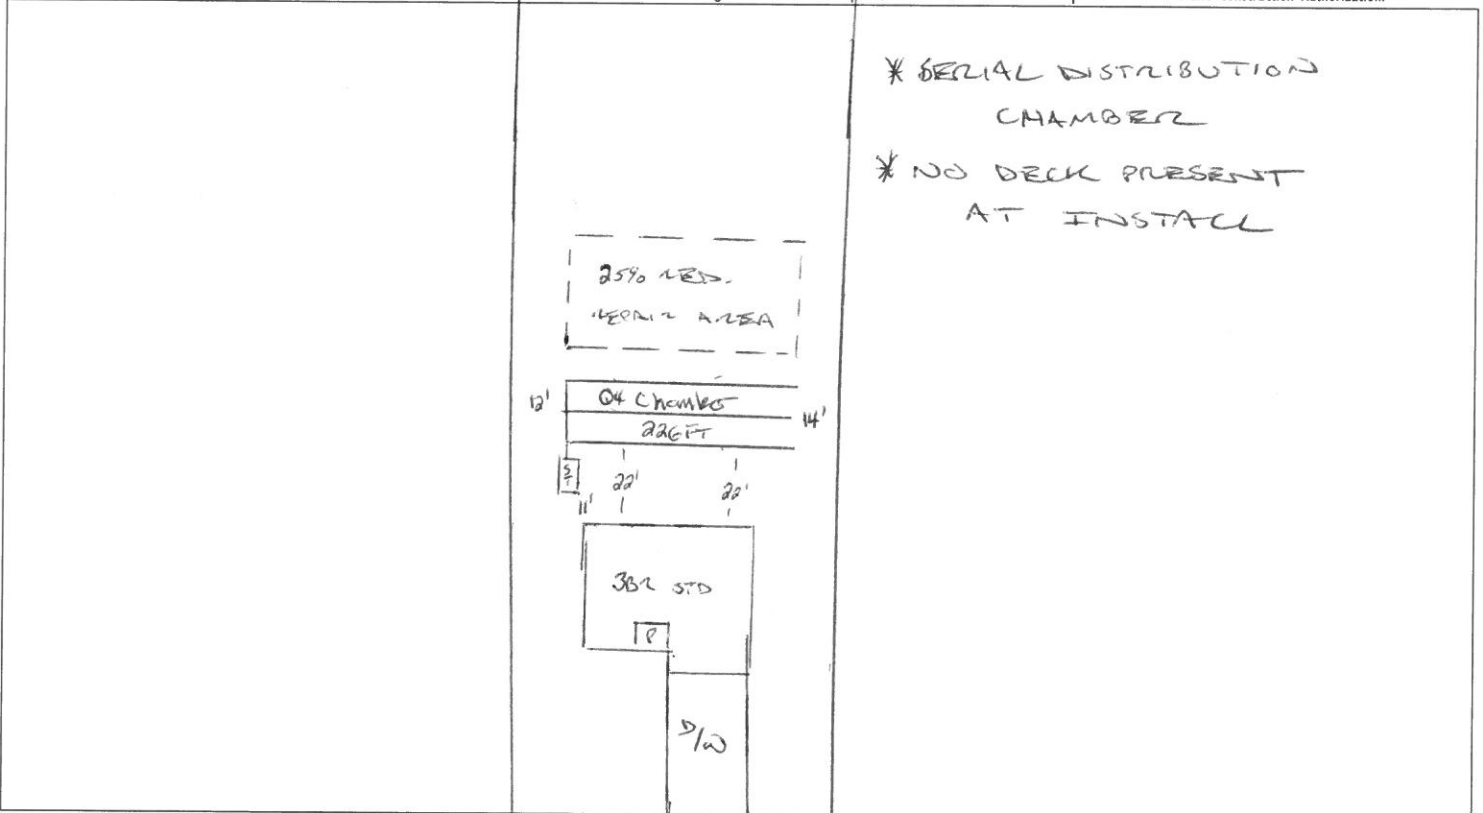 * SERIAL DISTRIBUTION
CHAMBER
* NO DECK PRESENT
AT INSTALL
25% RED.
REPAIR AREA
12'
Q4 Chamber
14'
226FT
S/T
22'
22'
11'
3BR STD
P
D/W